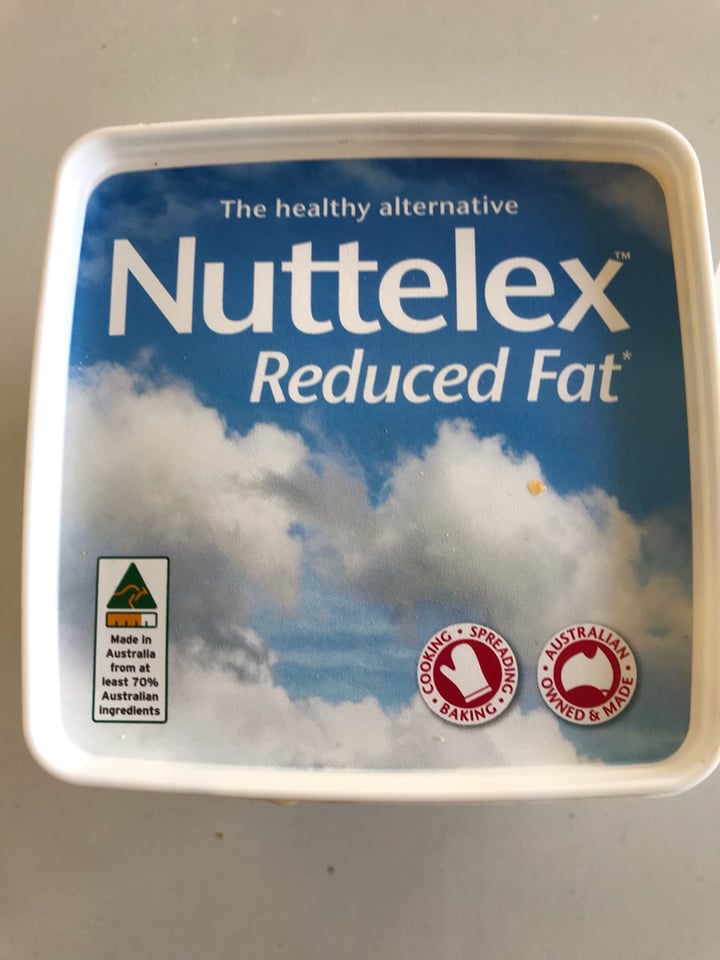 The healthy alternative
Nuttelex™
Reduced Fat*
Made in
Australia
from at
least 70%
Australian
ingredients
COOKING • SPREADING • BAKING •
AUSTRALIAN • OWNED & MADE •